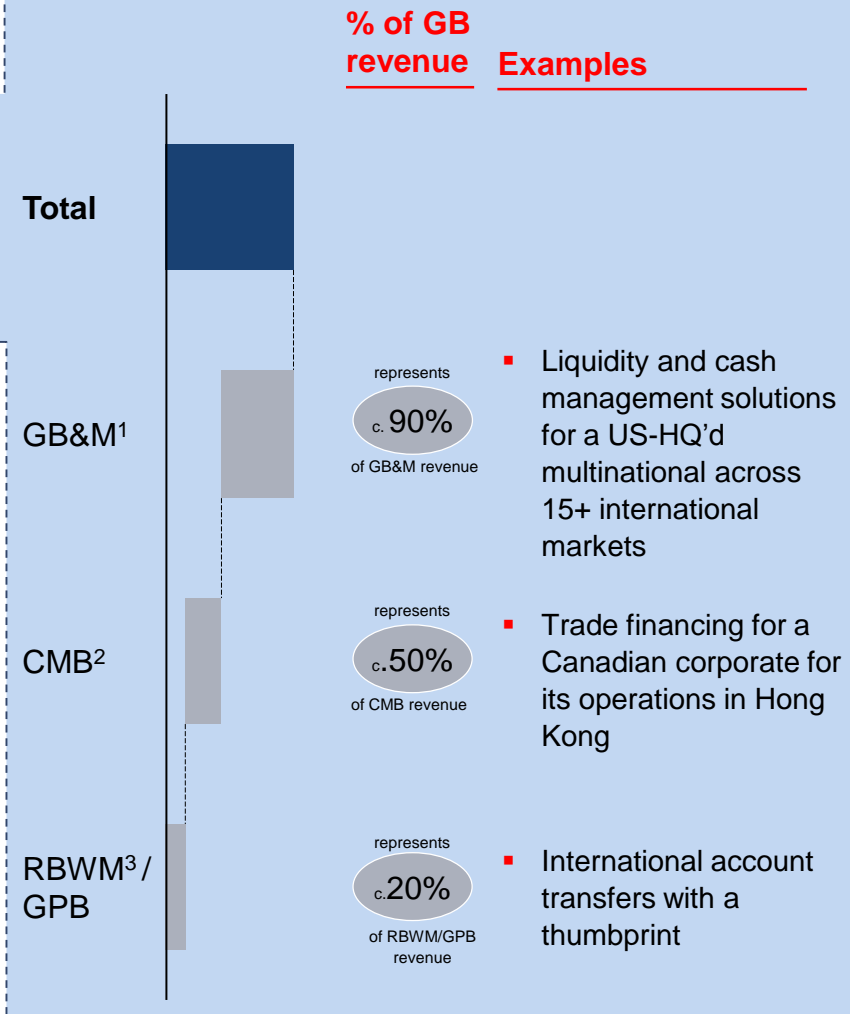 % of GB
revenue
Examples
Total
GB&M¹
represents
c. 90%
of GB&M revenue
▪ Liquidity and cash
management solutions
for a US-HQ’d
multinational across
15+ international
markets
CMB²
represents
c.50%
of CMB revenue
▪ Trade financing for a
Canadian corporate for
its operations in Hong
Kong
RBWM³/
GPB
represents
c.20%
of RBWM/GPB
revenue
▪ International account
transfers with a
thumbprint